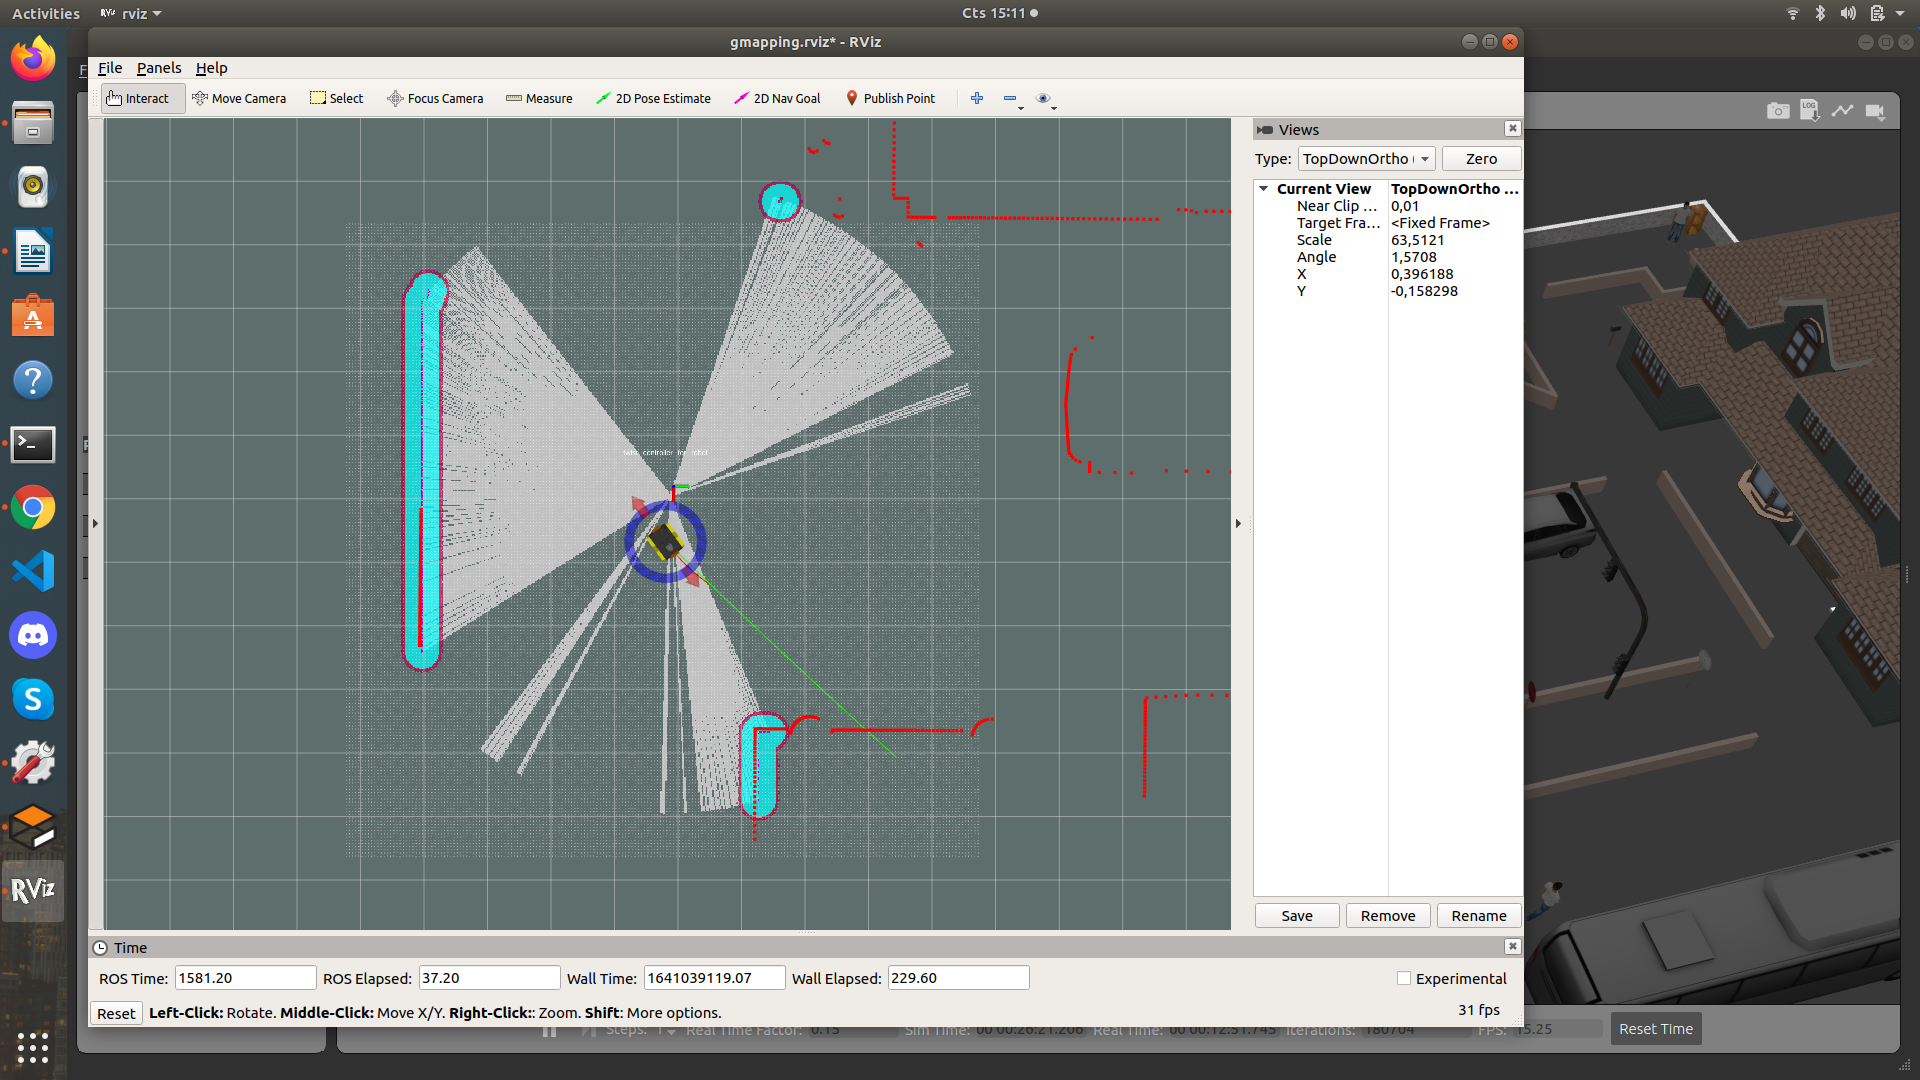 Activities
RViz rviz
Cts 15:11
gmapping.rviz* - RViz
File Panels Help
Interact Move Camera Select Focus Camera Measure 2D Pose Estimate 2D Nav Goal Publish Point
LOG
Views
Type: TopDownOrtho Zero
Current View TopDownOrtho ...
Near Clip ... 0,01
Target Fra... <Fixed Frame>
Scale 63,5121
Angle 1,5708
X 0,396188
Y -0,158298
twist_controller_for_robot
Save Remove Rename
Time
ROS Time: 1581.20 ROS Elapsed: 37.20 Wall Time: 1641039119.07 Wall Elapsed: 229.60 Experimental
Reset Left-Click: Rotate. Middle-Click: Move X/Y. Right-Click:: Zoom. Shift: More options. 31 fps
Steps: 1 Real Time Factor: 0.15 Sim Time: 00 00:26:21.206 Real Time: 00 00:12:51.745 Iterations: 180704 FPS: 15.25 Reset Time
RViz